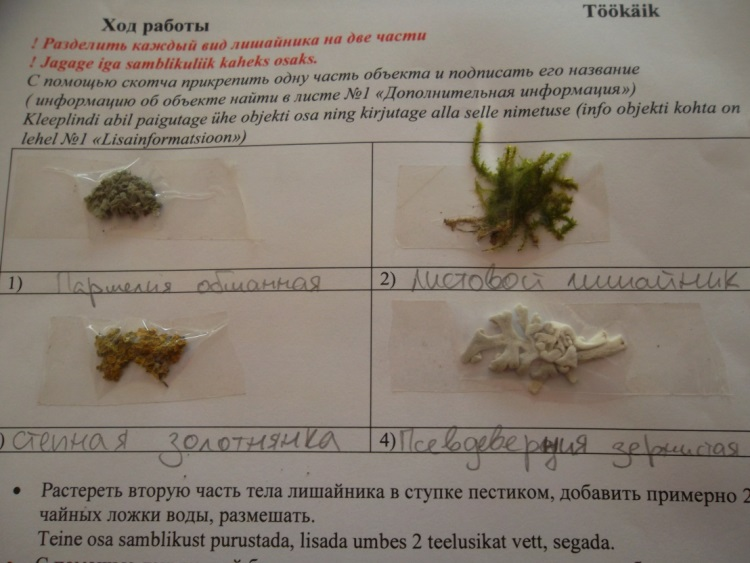 Ход работы
Töökäik
! Разделить каждый вид лишайника на две части
! Jagage iga samblikuliik kaheks osaks.
С помощью скотча прикрепить одну часть объекта и подписать его название
( информацию об объекте найти в листе №1 «Дополнительная информация»)
Kleeplindi abil paigutage ühe objekti osa ning kirjutage alla selle nimetuse (info objekti kohta on
lehel №1 «Lisainformatsioon»)
1) Пармелия обманная
2) Листовой лишайник
) стенная золотнянка
4) Псевдеверния зернистая
• Растереть вторую часть тела лишайника в ступке пестиком, добавить примерно 2
чайных ложки воды, размешать.
Teine osa samblikust purustada, lisada umbes 2 teelusikat vett, segada.